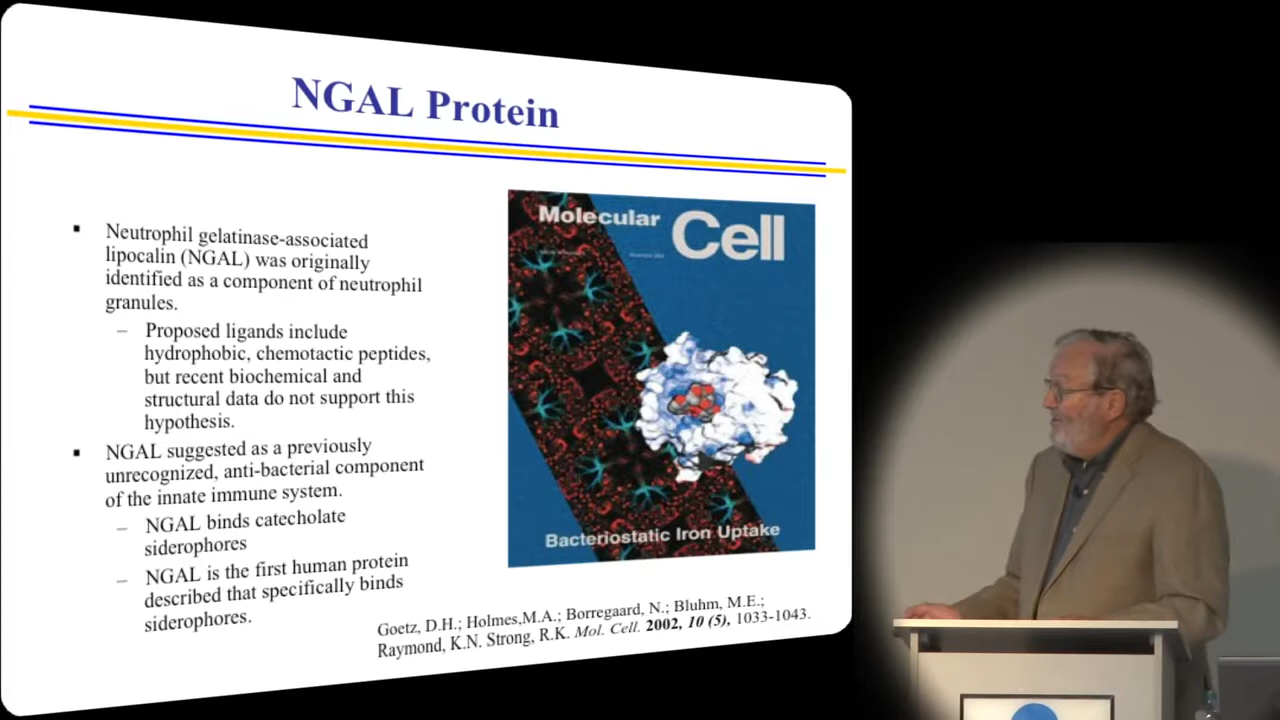 NGAL Protein
▪ Neutrophil gelatinase-associated
lipocalin (NGAL) was originally
identified as a component of neutrophil
granules.
– Proposed ligands include
hydrophobic, chemotactic peptides,
but recent biochemical and
structural data do not support this
hypothesis.
▪ NGAL suggested as a previously
unrecognized, anti-bacterial component
of the innate immune system.
– NGAL binds catecholate
siderophores
– NGAL is the first human protein
described that specifically binds
siderophores.
Molecular Cell
Bacteriostatic Iron Uptake
Goetz, D.H.; Holmes,M.A.; Borregaard, N.; Bluhm, M.E.;
Raymond, K.N. Strong, R.K. Mol. Cell. 2002, 10 (5), 1033-1043.